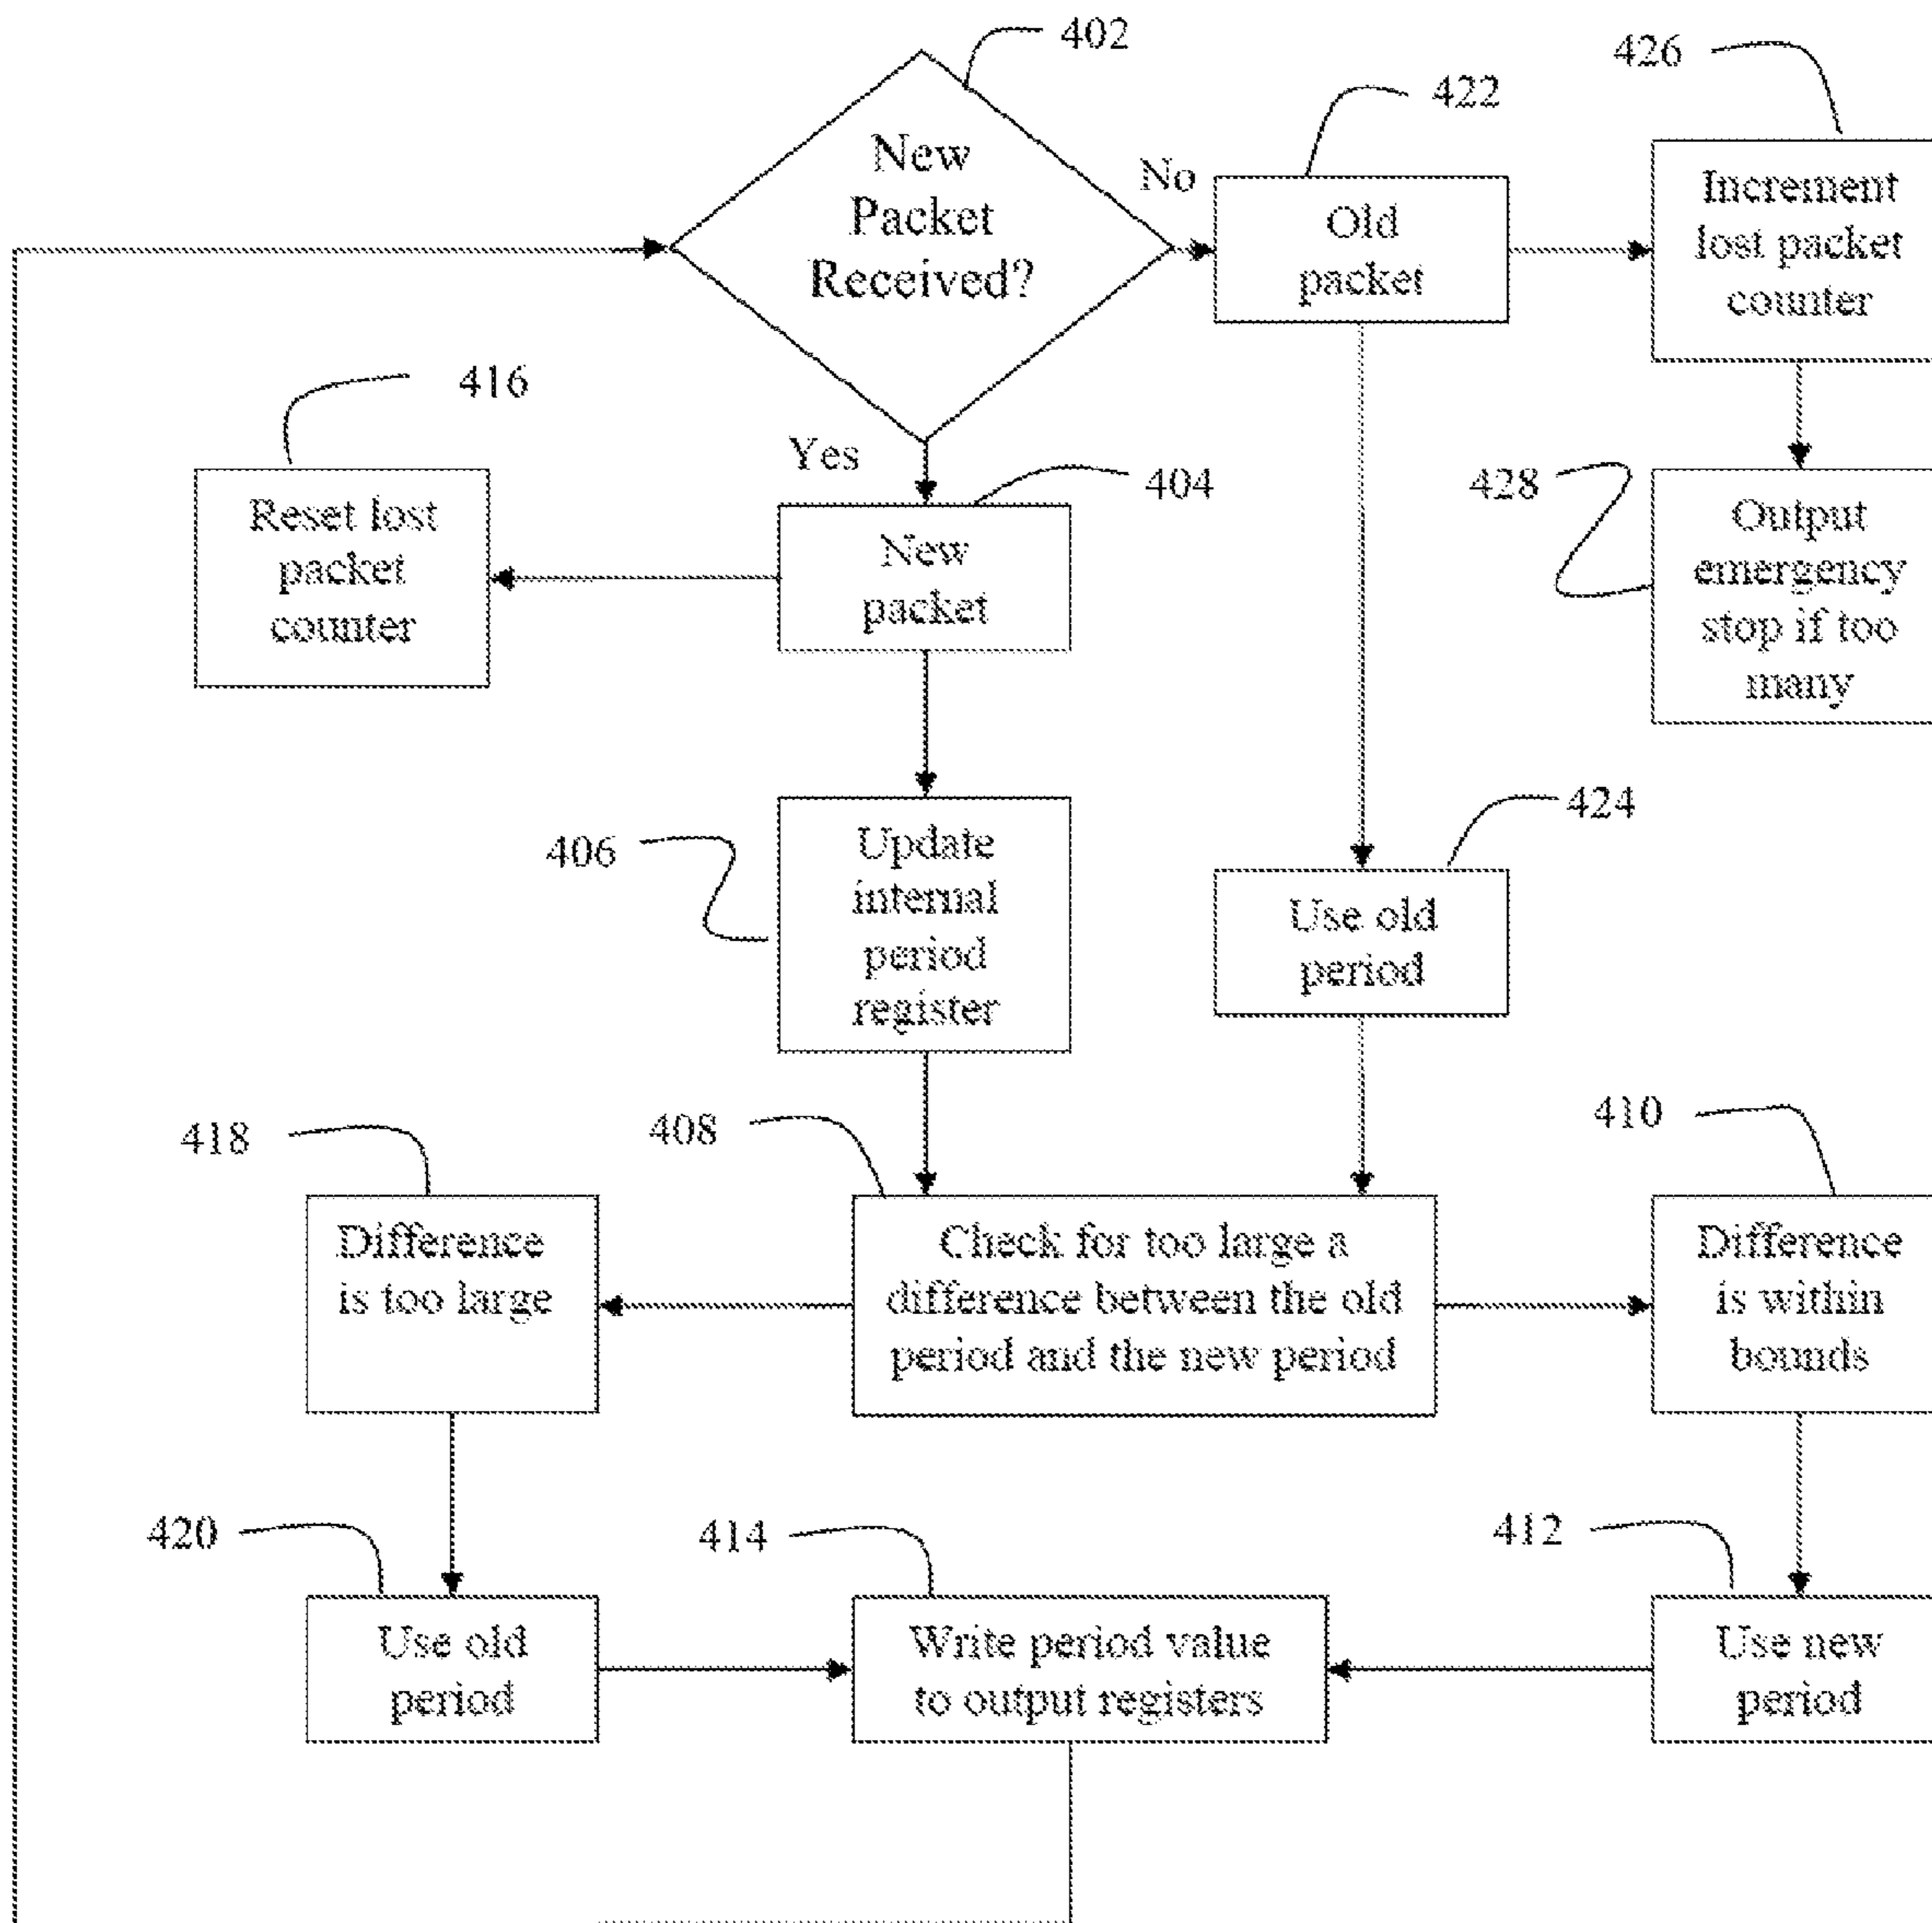 402
New
Packet
Received?
No
422
Old
packet
426
Increment
lost packet
counter
416
Reset lost
packet
counter
Yes
404
New
packet
428
Output
emergency
stop if too
many
406
Update
internal
period
register
424
Use old
period
418
Difference
is too large
408
Check for too large a
difference between the old
period and the new period
410
Difference
is within
bounds
420
Use old
period
414
Write period value
to output registers
412
Use new
period